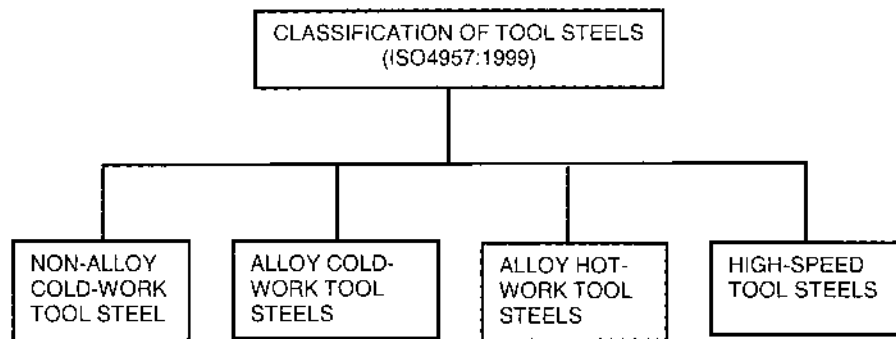 CLASSIFICATION OF TOOL STEELS
(ISO4957:1999)
NON-ALLOY
COLD-WORK
TOOL STEEL
ALLOY COLD-
WORK TOOL
STEELS
ALLOY HOT-
WORK TOOL
STEELS
HIGH-SPEED
TOOL STEELS